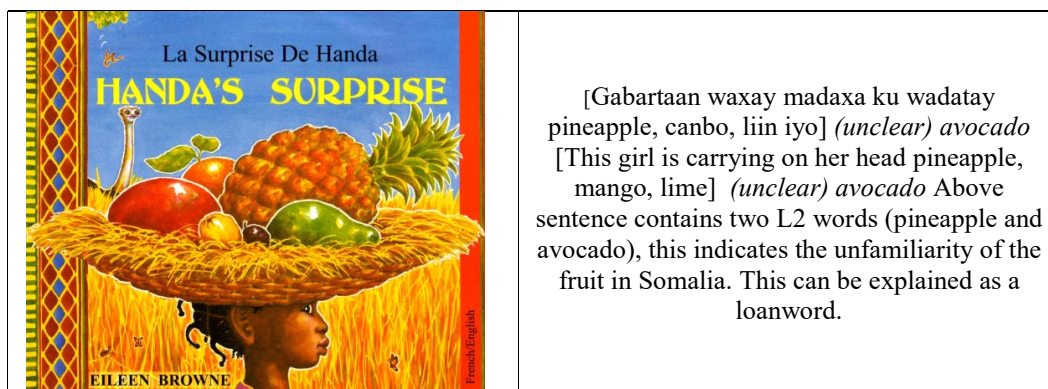 La Surprise De Handa
HANDA'S SURPRISE
EILEEN BROWNE
French/English
[Gabartaan waxay madaxa ku wadatay
pineapple, canbo, liin iyo] (unclear) avocado
[This girl is carrying on her head pineapple,
mango, lime] (unclear) avocado Above
sentence contains two L2 words (pineapple and
avocado), this indicates the unfamiliarity of the
fruit in Somalia. This can be explained as a
loanword.